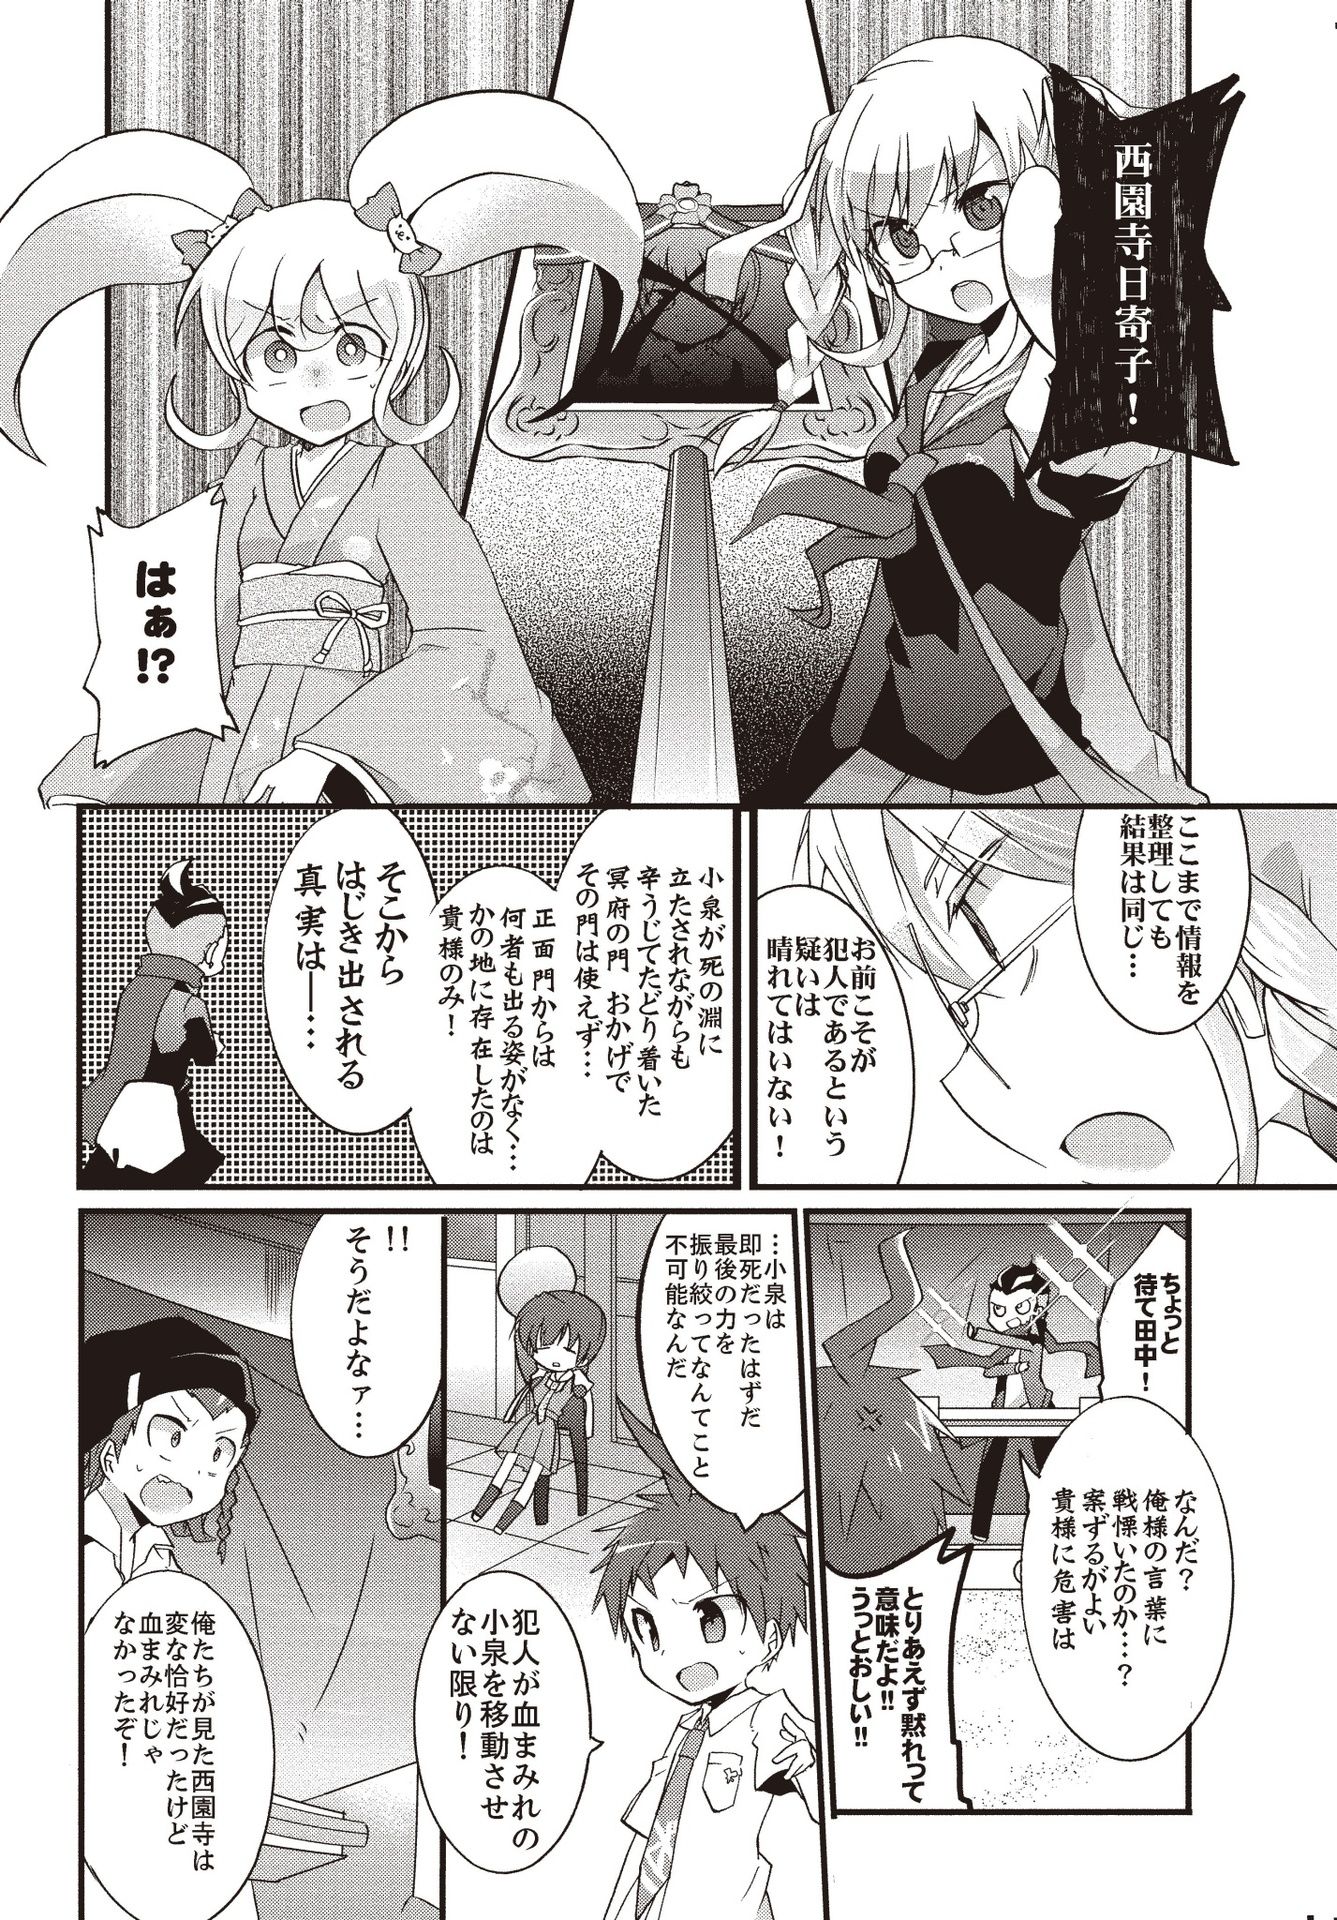 西園寺日寄子！
はぁ!?
ここまで情報を
整理しても
結果は同じ…
お前こそが
犯人であるという
疑いは
晴れてはいない！
小泉が死の淵に
立たされながらも
辛うじてたどり着いた
冥府の門 おかげで
その門は使えず…
正面門からは
何者も出る姿がなく…
かの地に存在したのは
貴様のみ！
そこから
はじき出される
真実は―…
ちょっと
待て田中！
なんだ？
俺様の言葉に
戦慄いたのか…？
案ずるがよい
貴様に危害は
とりあえず黙れって
意味だよ!!
うっとおしい!!
…小泉は
即死だったはずだ
最後の力を
振り絞ってなんてこと
不可能なんだ
犯人が血まみれの
小泉を移動させ
ない限り！
!!
そうだよなァ…
俺たちが見た西園寺は
変な恰好だったけど
血まみれじゃ
なかったぞ！